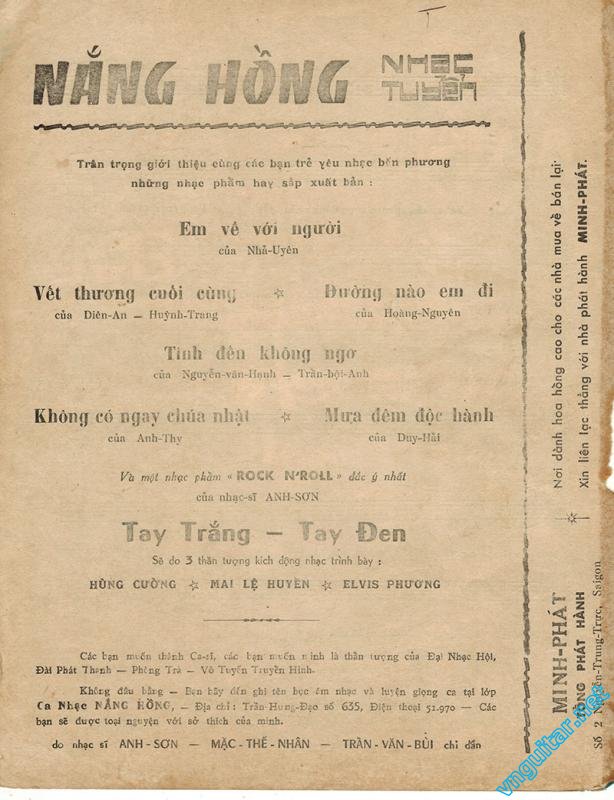 NẮNG HỒNG NHẠC TUYỂN
Trân trọng giới thiệu cùng các bạn trẻ yêu nhạc bốn phương
những nhạc phẩm hay sắp xuất bản :
Em về với người
của Nhả-Uyên
Vết thương cuối cùng ☆ Đường nào em đi
của Diên-An – Huỳnh-Trang của Hoàng-Nguyên
Tình đến không ngờ
của Nguyễn-văn-Hạnh – Trần-bội-Anh
Không có ngay chúa nhật ☆ Mưa đêm độc hành
của Anh-Thy của Duy-Hải
Và một nhạc phẩm « ROCK N'ROLL » đắc ý nhất
của nhạc-sĩ ANH-SƠN
Tay Trắng – Tay Đen
Sẽ do 3 thần tượng kích động nhạc trình bày :
HÙNG CƯỜNG ☆ MAI LỆ HUYỀN ☆ ELVIS PHƯƠNG
Các bạn muốn thành Ca-sĩ, các bạn muốn mình là thần tượng của Đại Nhạc Hội,
Đài Phát Thanh – Phòng Trà – Vô Tuyến Truyền Hình.
Không đâu bằng – Bạn hãy đến ghi tên học âm nhạc và luyện giọng ca tại lớp
Ca Nhạc NẮNG HỒNG, – Địa chỉ : Trần-Hưng-Đạo số 635, Điện thoại 51.970 – Các
bạn sẽ được toại nguyện với sở thích của mình.
do nhạc sĩ ANH-SƠN – MẶC-THẾ-NHÂN – TRẦN-VĂN-BÙI chỉ dẫn
Nơi dành hoa hồng cao cho các nhà mua về bán lại
Xin liên lạc thẳng với nhà phát hành MINH-PHÁT.
MINH-PHÁT
TỔNG PHÁT HÀNH
Số 2 Nguyễn-Trung-Trực, Saigon
vnguitar.net